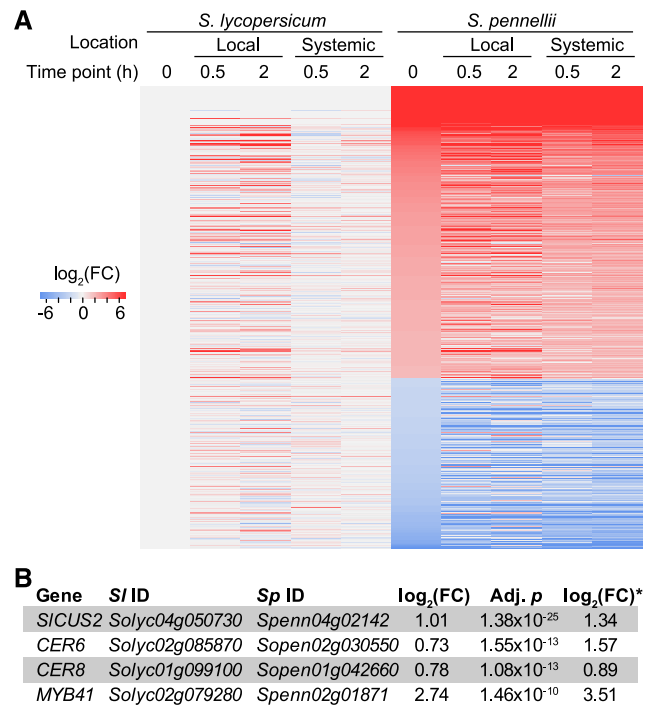 A
S. lycopersicum S. pennellii
Location Local Systemic Local Systemic
Time point (h) 0 0.5 2 0.5 2 0 0.5 2 0.5 2
log2(FC)
-6 0 6
B
Gene Sl ID Sp ID log2(FC) Adj. p log2(FC)*
SlCUS2 Solyc04g050730 Spenn04g02142 1.01 1.38x10-25 1.34
CER6 Solyc02g085870 Sopen02g030550 0.73 1.55x10-13 1.57
CER8 Solyc01g099100 Sopen01g042660 0.78 1.08x10-13 0.89
MYB41 Solyc02g079280 Spenn02g01871 2.74 1.46x10-10 3.51